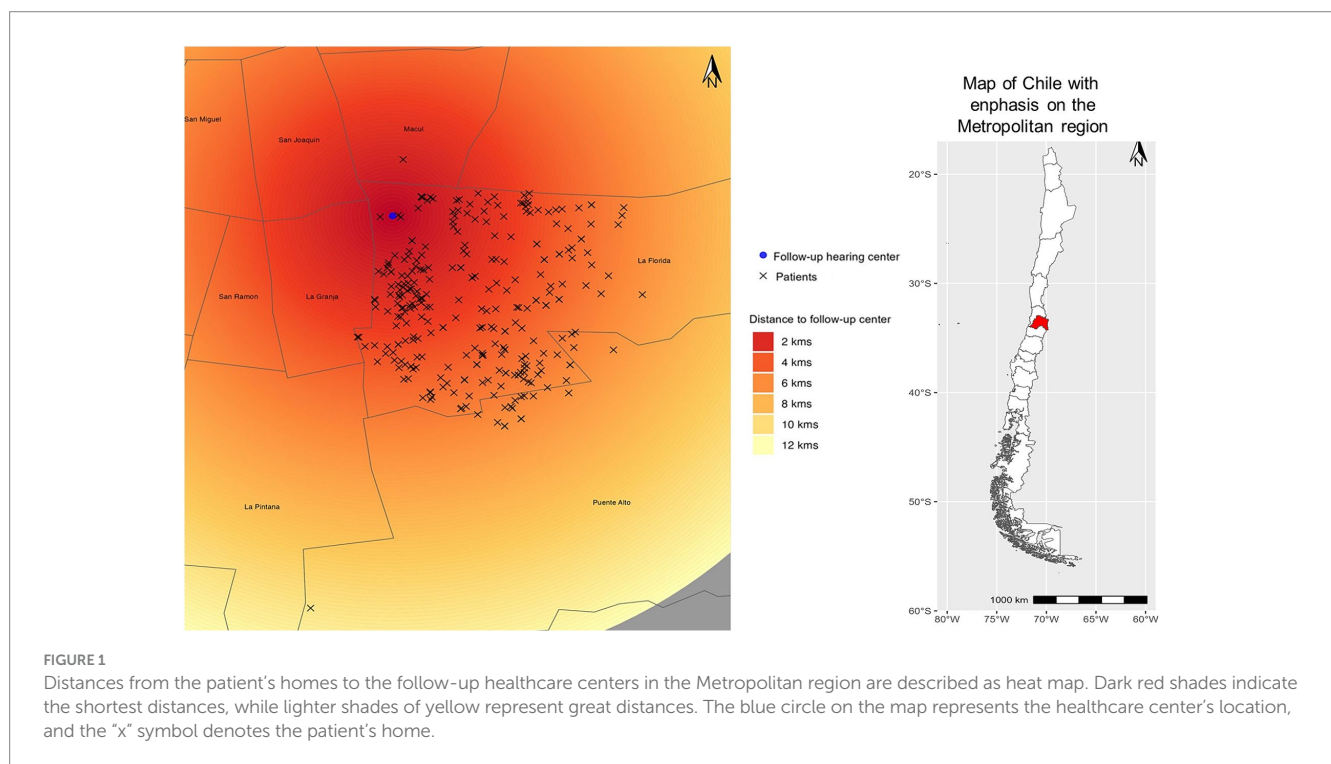 N
San Miguel
San Joaquin
Macul
La Florida
San Ramon
La Granja
La Pintana
Puente Alto
Follow-up hearing center
Patients
Distance to follow-up center
2 kms
4 kms
6 kms
8 kms
10 kms
12 kms
Map of Chile with
enphasis on the
Metropolitan region
N
20°S
30°S
40°S
50°S
60°S
1000 km
80°W
75°W
70°W
65°W
60°W
FIGURE 1
Distances from the patient's homes to the follow-up healthcare centers in the Metropolitan region are described as heat map. Dark red shades indicate
the shortest distances, while lighter shades of yellow represent great distances. The blue circle on the map represents the healthcare center's location,
and the “x” symbol denotes the patient's home.